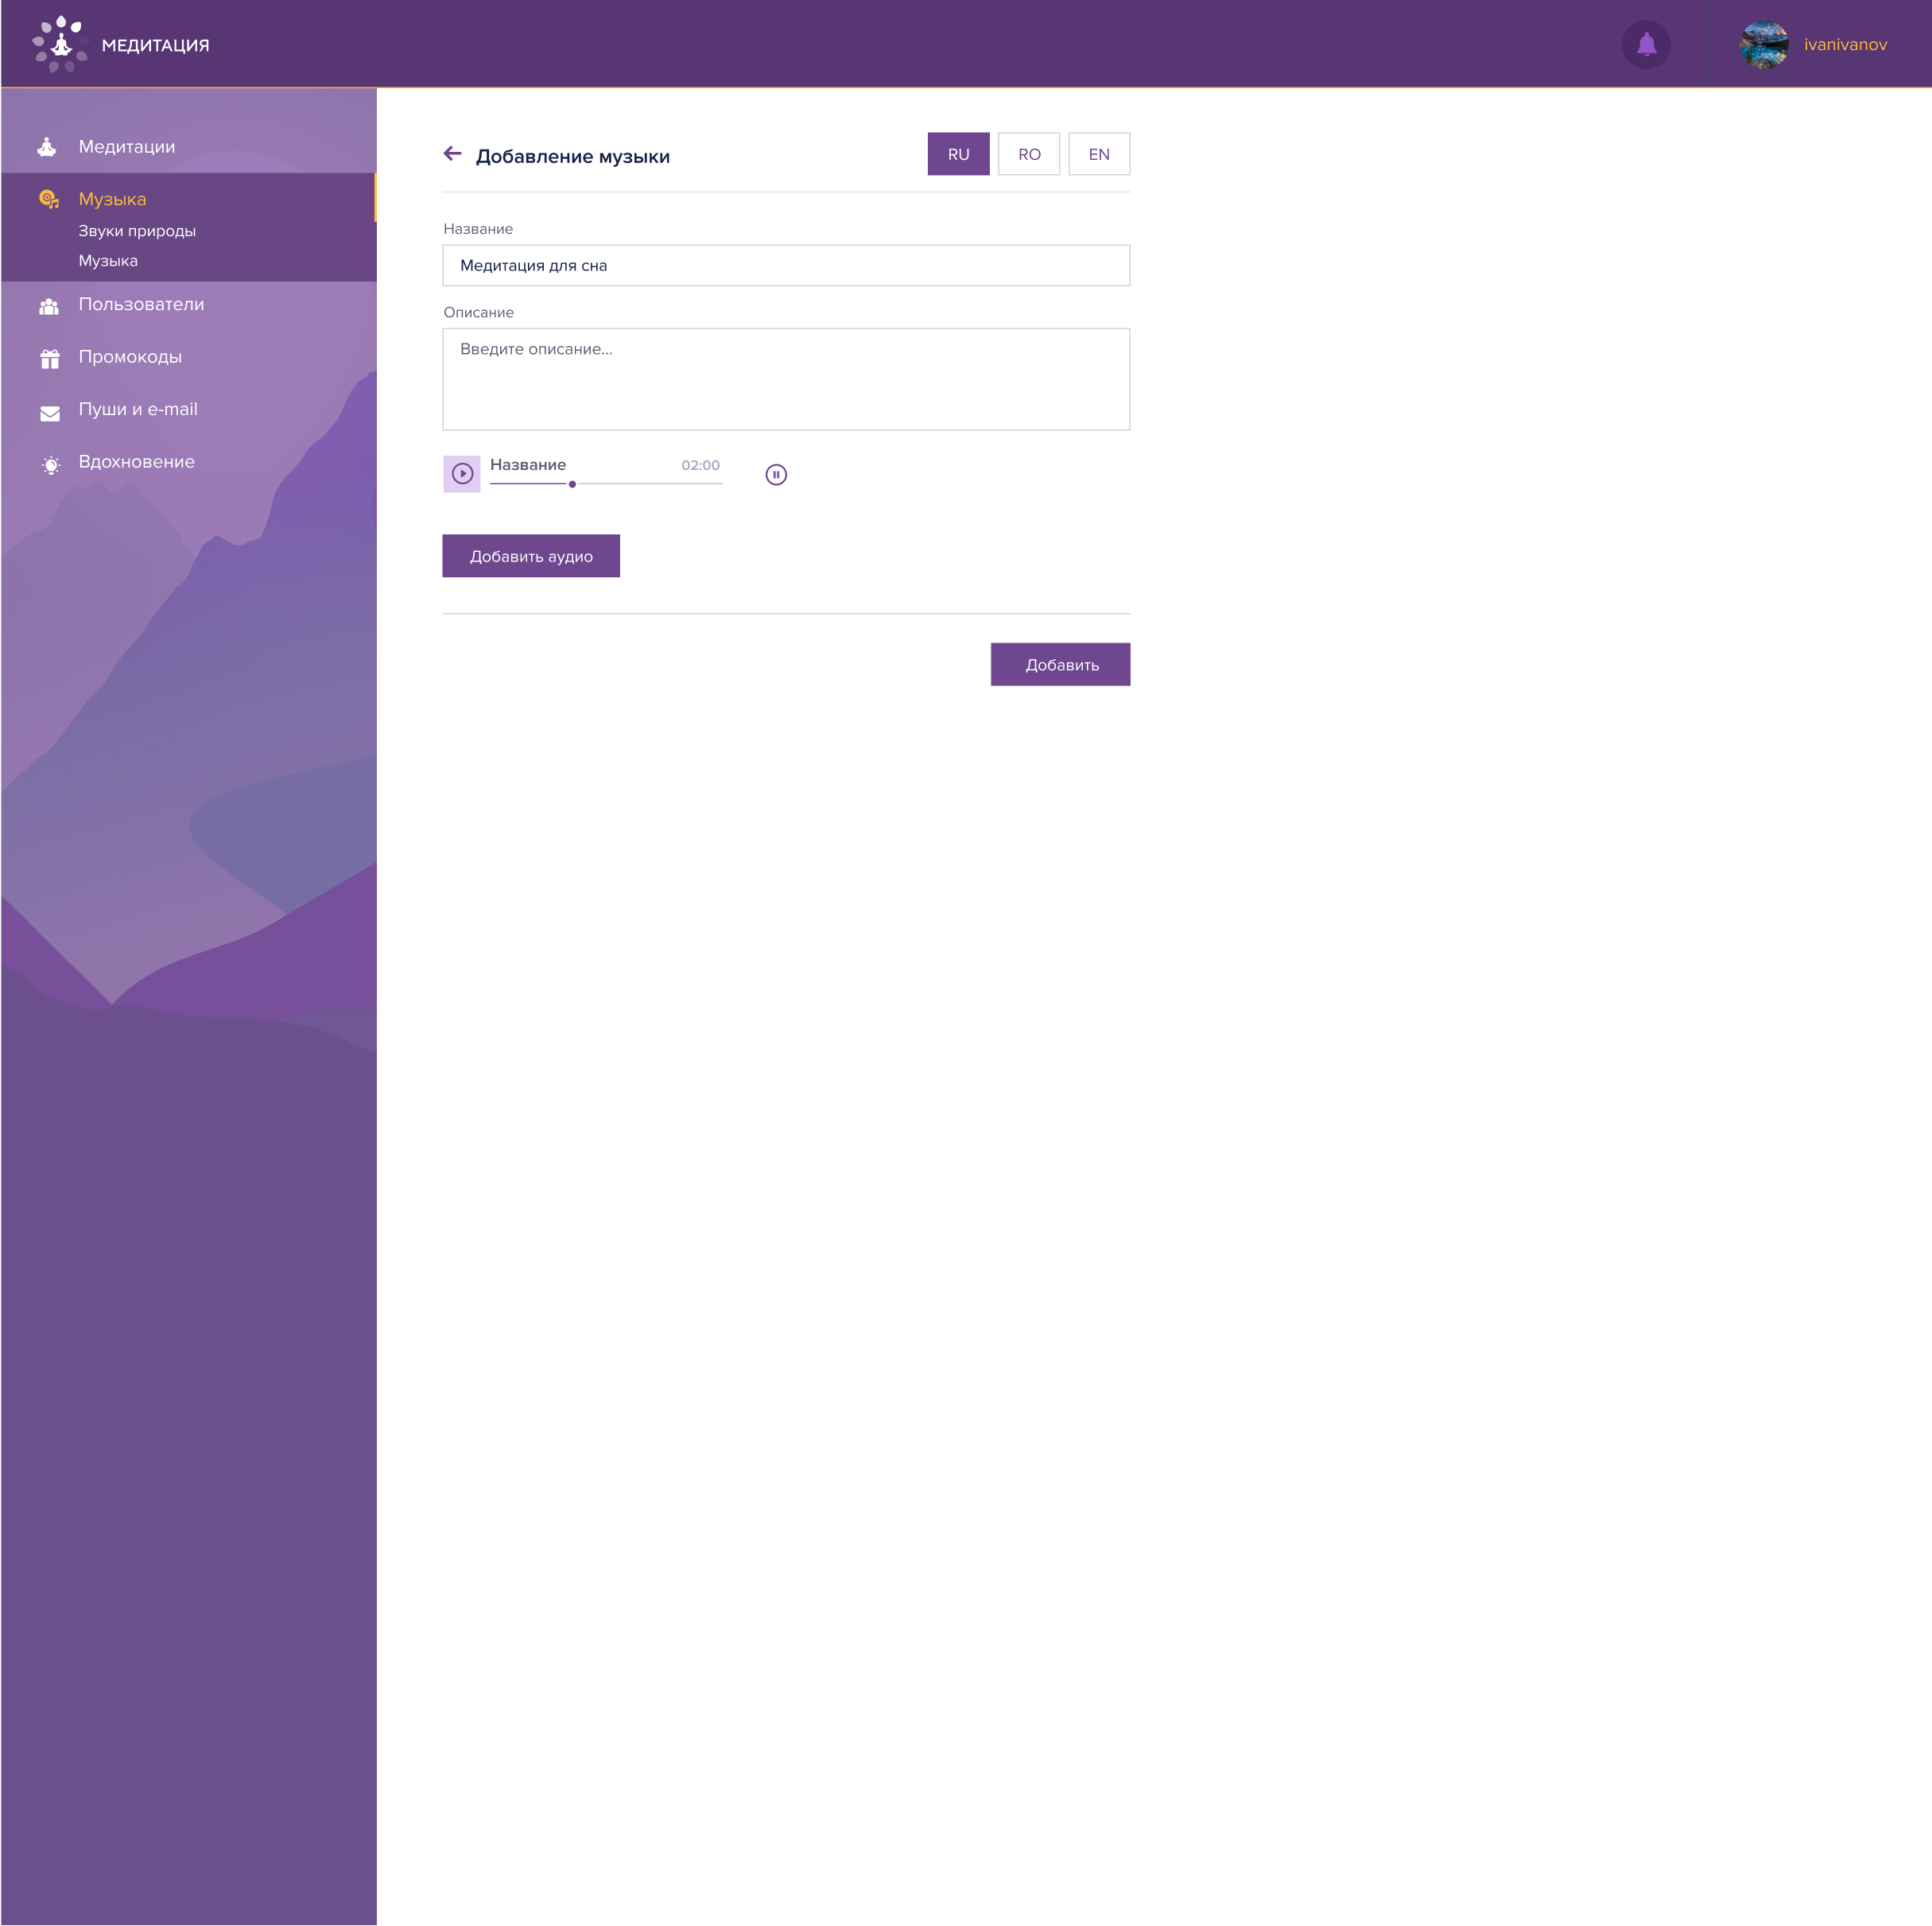 МЕДИТАЦИЯ
ivanivanov
Медитации
Музыка
Звуки природы
Музыка
Пользователи
Промокоды
Пуши и e-mail
Вдохновение
Добавление музыки
RU
RO
EN
Название
Медитация для сна
Описание
Введите описание...
Название
02:00
Добавить аудио
Добавить